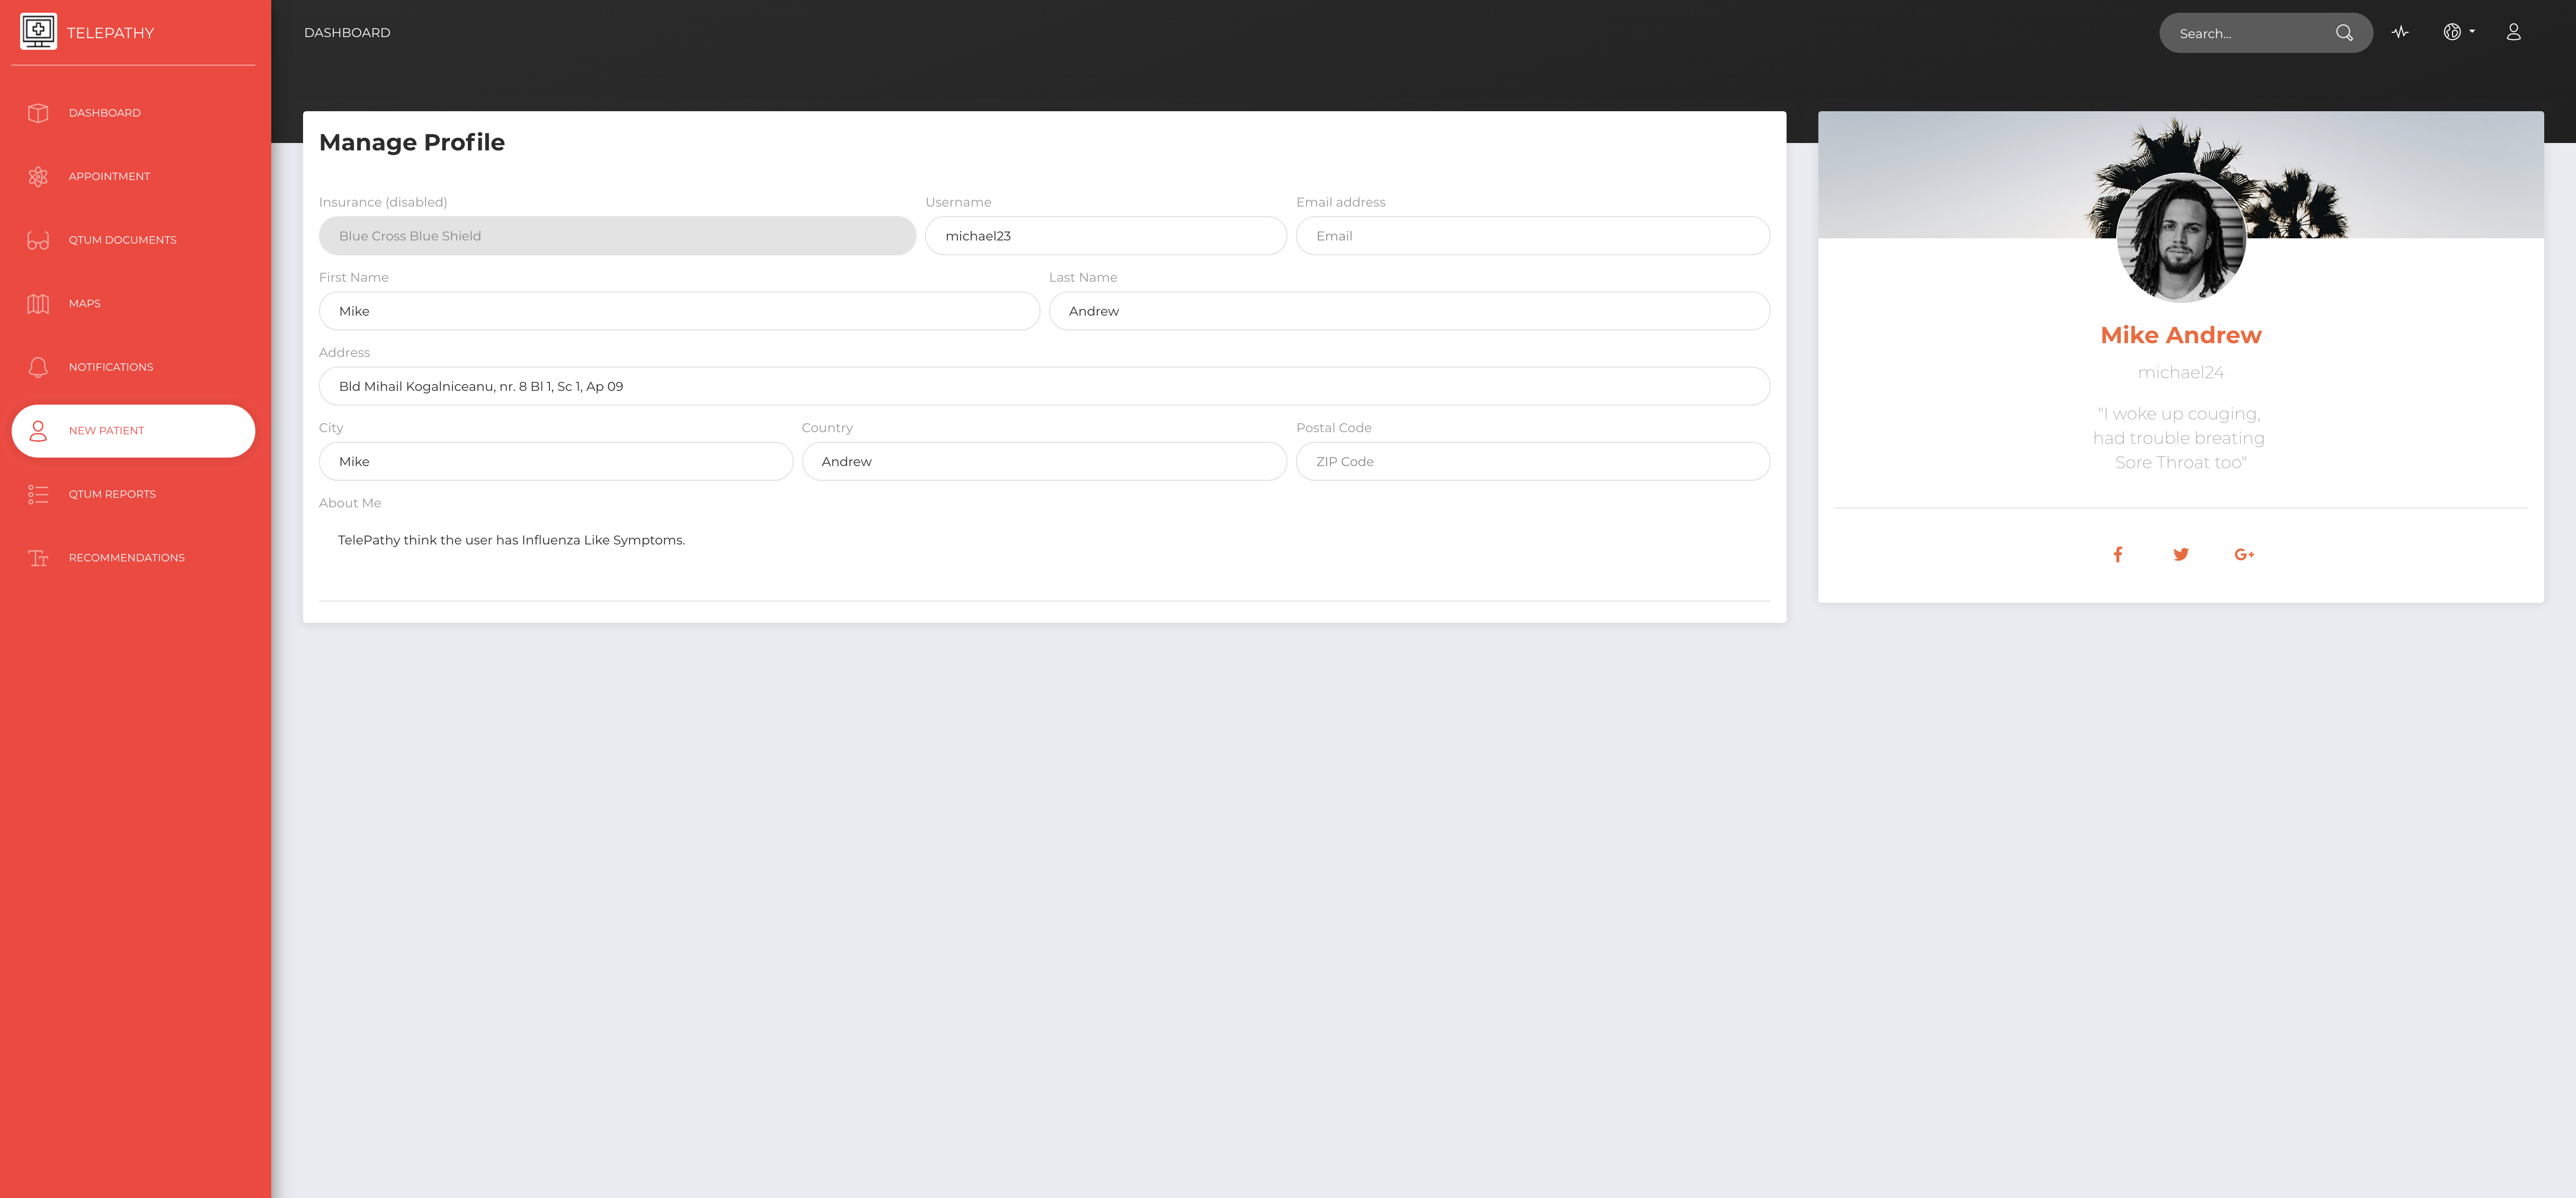 TELEPATHY
DASHBOARD
APPOINTMENT
QTUM DOCUMENTS
MAPS
NOTIFICATIONS
NEW PATIENT
QTUM REPORTS
RECOMMENDATIONS
DASHBOARD
Search...
Manage Profile
Insurance (disabled) Username Email address
Blue Cross Blue Shield michael23 Email
First Name Last Name
Mike Andrew
Address
Bld Mihail Kogalniceanu, nr. 8 Bl 1, Sc 1, Ap 09
City Country Postal Code
Mike Andrew ZIP Code
About Me
TelePathy think the user has Influenza Like Symptoms.
Mike Andrew
michael24
"I woke up couging,
had trouble breating
Sore Throat too"